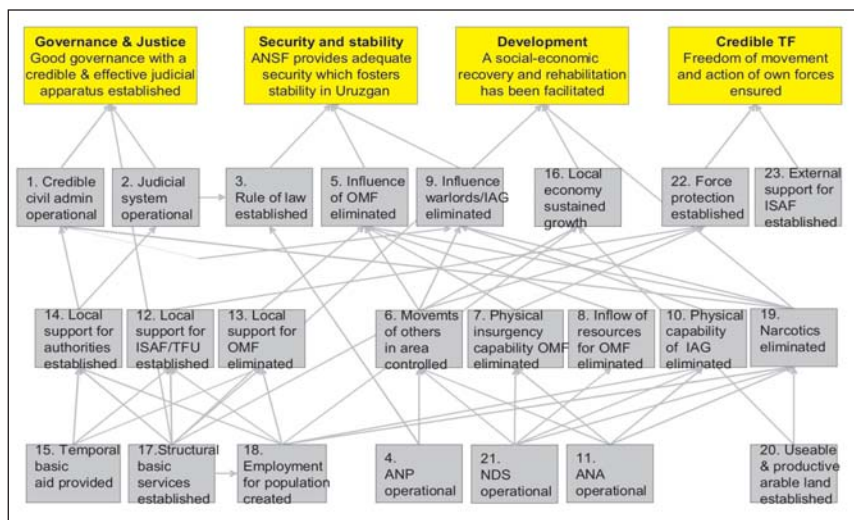 Governance & Justice
Good governance with a
credible & effective judicial
apparatus established
Security and stability
ANSF provides adequate
security which fosters
stability in Uruzgan
Development
A social-economic
recovery and rehabilitation
has been facilitated
Credible TF
Freedom of movement
and action of own forces
ensured
1. Credible
civil admin
operational
2. Judicial
system
operational
3.
Rule of law
established
5. Influence
of OMF
eliminated
9. Influence
warlords/IAG
eliminated
16. Local
economy
sustained
growth
22. Force
protection
established
23. External
support for
ISAF
established
14. Local
support for
authorities
established
12. Local
support for
ISAF/TFU
established
13. Local
support for
OMF
eliminated
6. Movemts
of others
in area
controlled
7. Physical
insurgency
capability OMF
eliminated
8. Inflow of
resources
for OMF
eliminated
10. Physical
capability
of IAG
eliminated
19.
Narcotics
eliminated
15. Temporal
basic
aid provided
17.Structural
basic
services
established
18.
Employment
for population
created
4.
ANP
operational
21.
NDS
operational
11.
ANA
operational
20. Useable
& productive
arable land
established